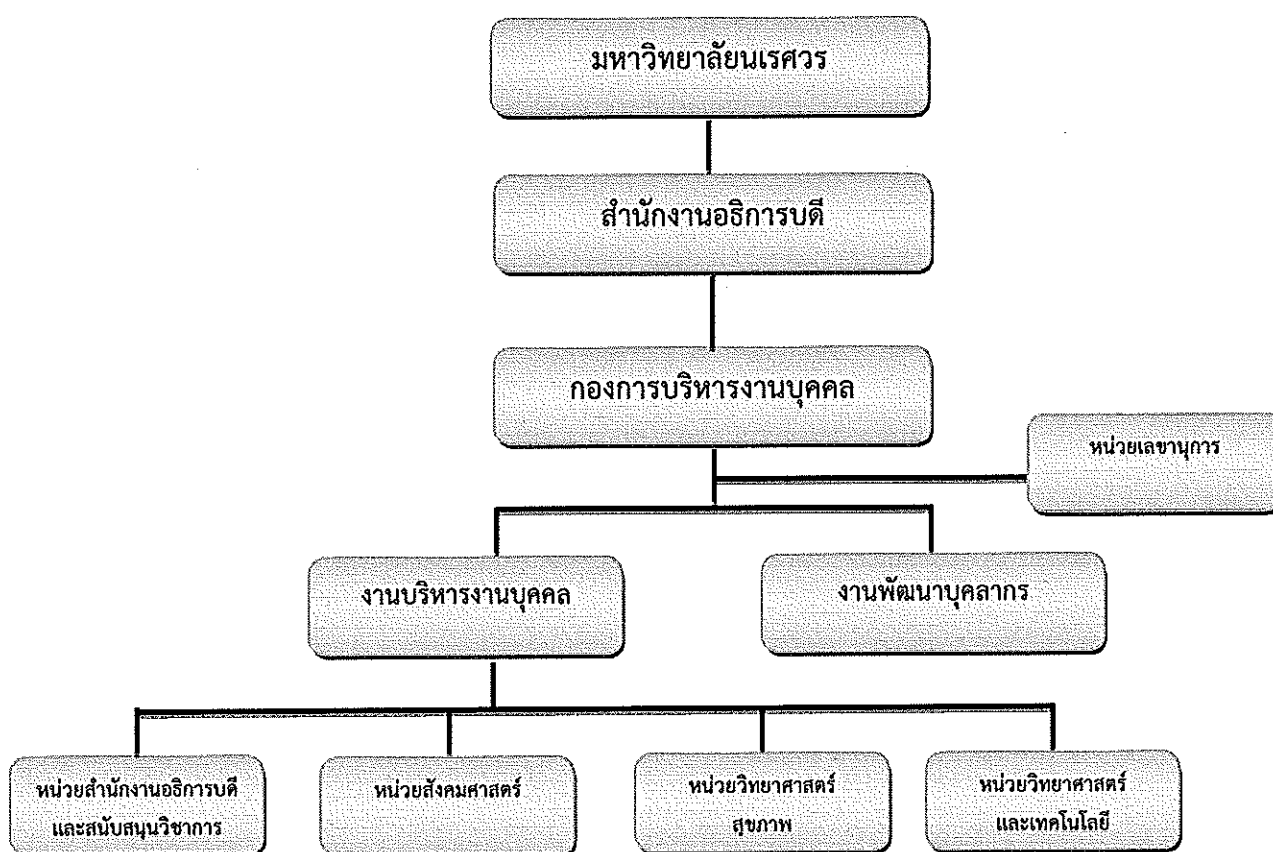 มหาวิทยาลัยนเรศวร
สำนักงานอธิการบดี
กองการบริหารงานบุคคล
หน่วยเลขานุการ
งานบริหารงานบุคคล
งานพัฒนาบุคลากร
หน่วยสำนักงานอธิการบดี
และสนับสนุนวิชาการ
หน่วยสังคมศาสตร์
หน่วยวิทยาศาสตร์
สุขภาพ
หน่วยวิทยาศาสตร์
และเทคโนโลยี